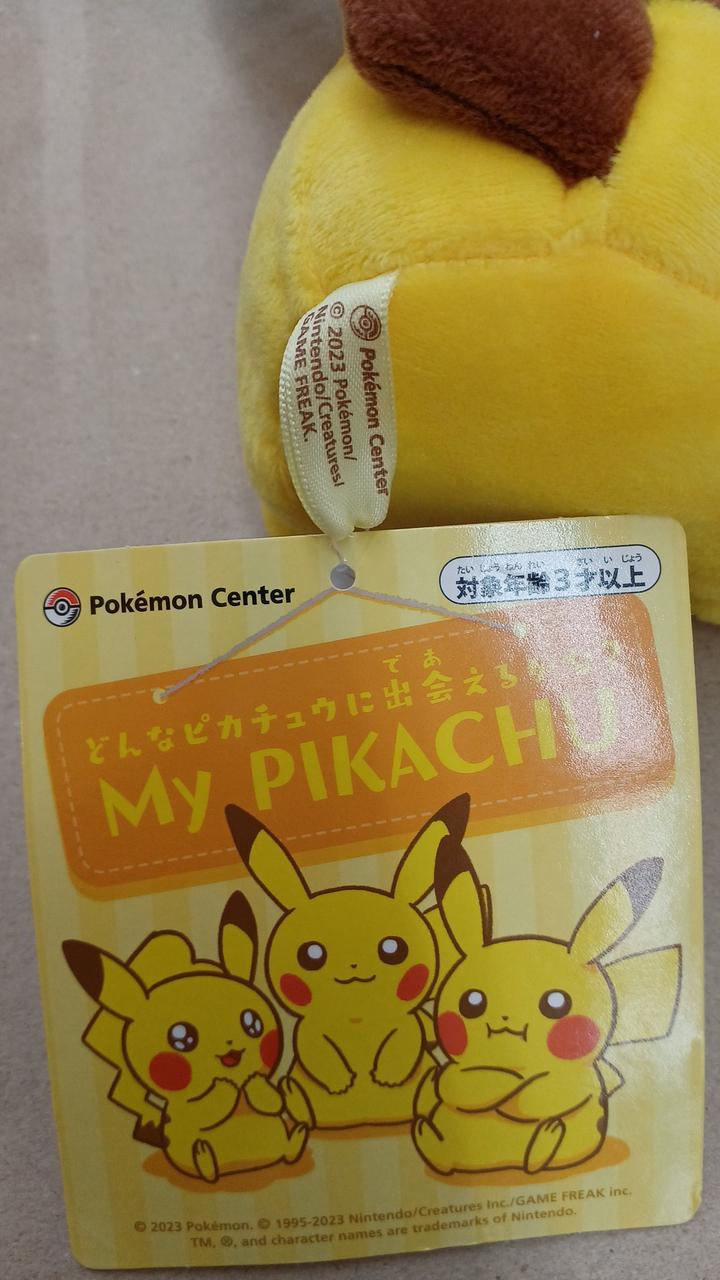 Pokémon Center
© 2023 Pokémon/
Nintendo/Creatures/
GAME FREAK.
Pokémon Center
たいしょうねんれい さいいじょう
対象年齢3才以上
であ
どんなピカチュウに出会える
My PIKACHU
© 2023 Pokémon. © 1995-2023 Nintendo/Creatures Inc./GAME FREAK inc.
TM, ®, and character names are trademarks of Nintendo.